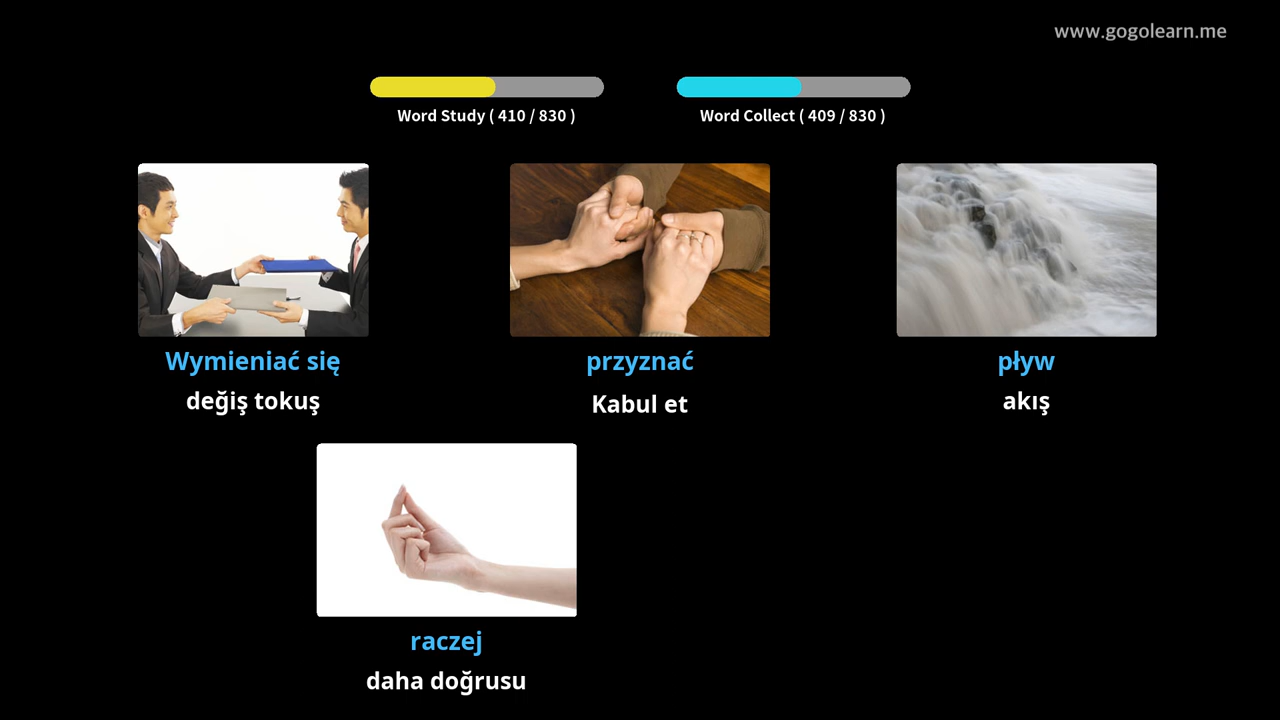 www.gogolearn.me
Word Study ( 410 / 830 )
Word Collect ( 409 / 830 )
Wymieniać się
değiş tokuş
przyznać
Kabul et
pływ
akış
raczej
daha doğrusu